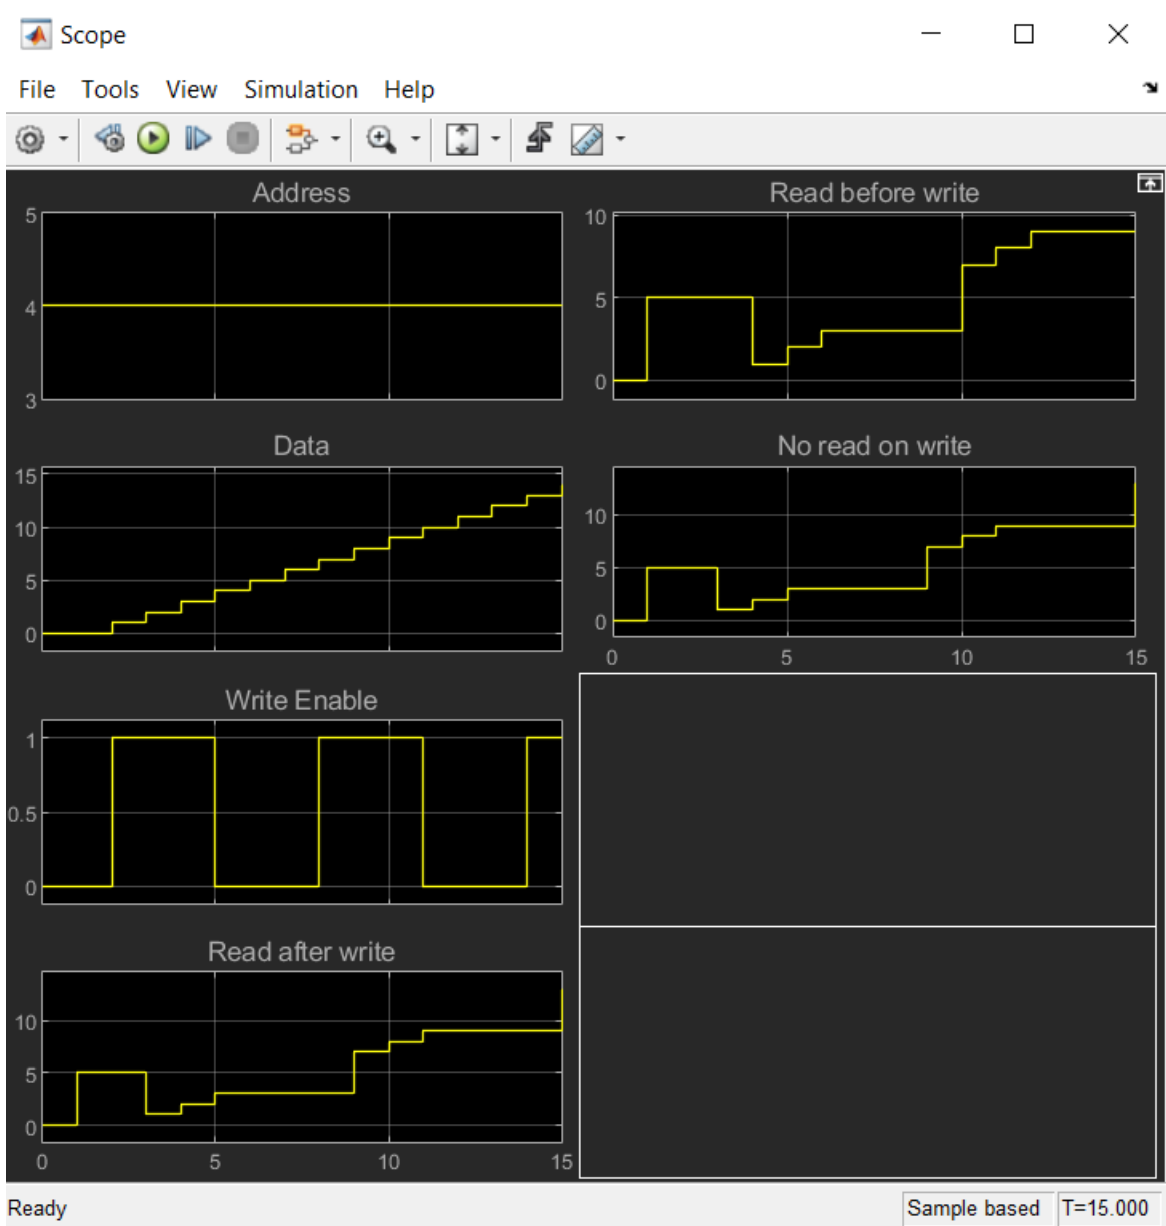 Scope
File Tools View Simulation Help
Address
5
4
3
Read before write
10
5
0
Data
15
10
5
0
No read on write
10
5
0
0 5 10 15
Write Enable
1
0.5
0
Read after write
10
5
0
0 5 10 15
Ready
Sample based
T=15.000